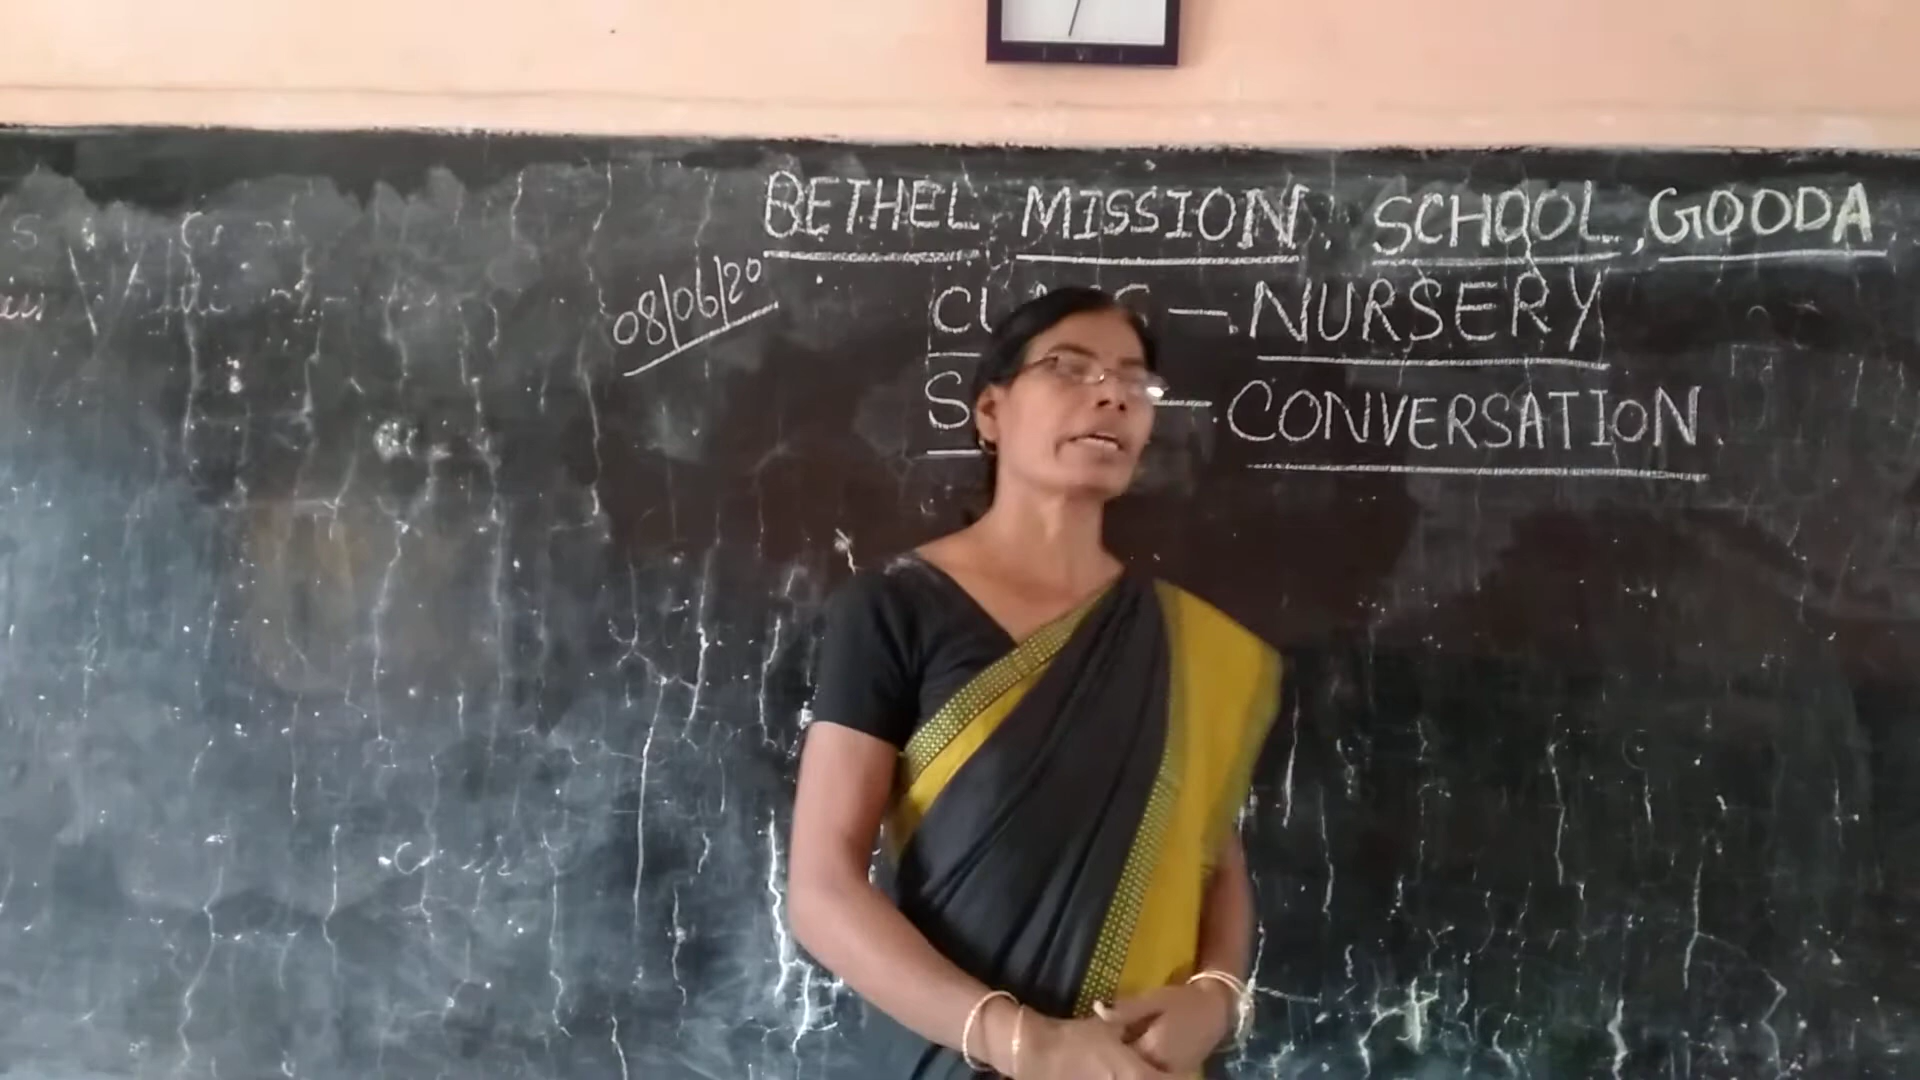 BETHEL MISSION SCHOOL, GOODA
08/06/20
NURSERY
CONVERSATION.